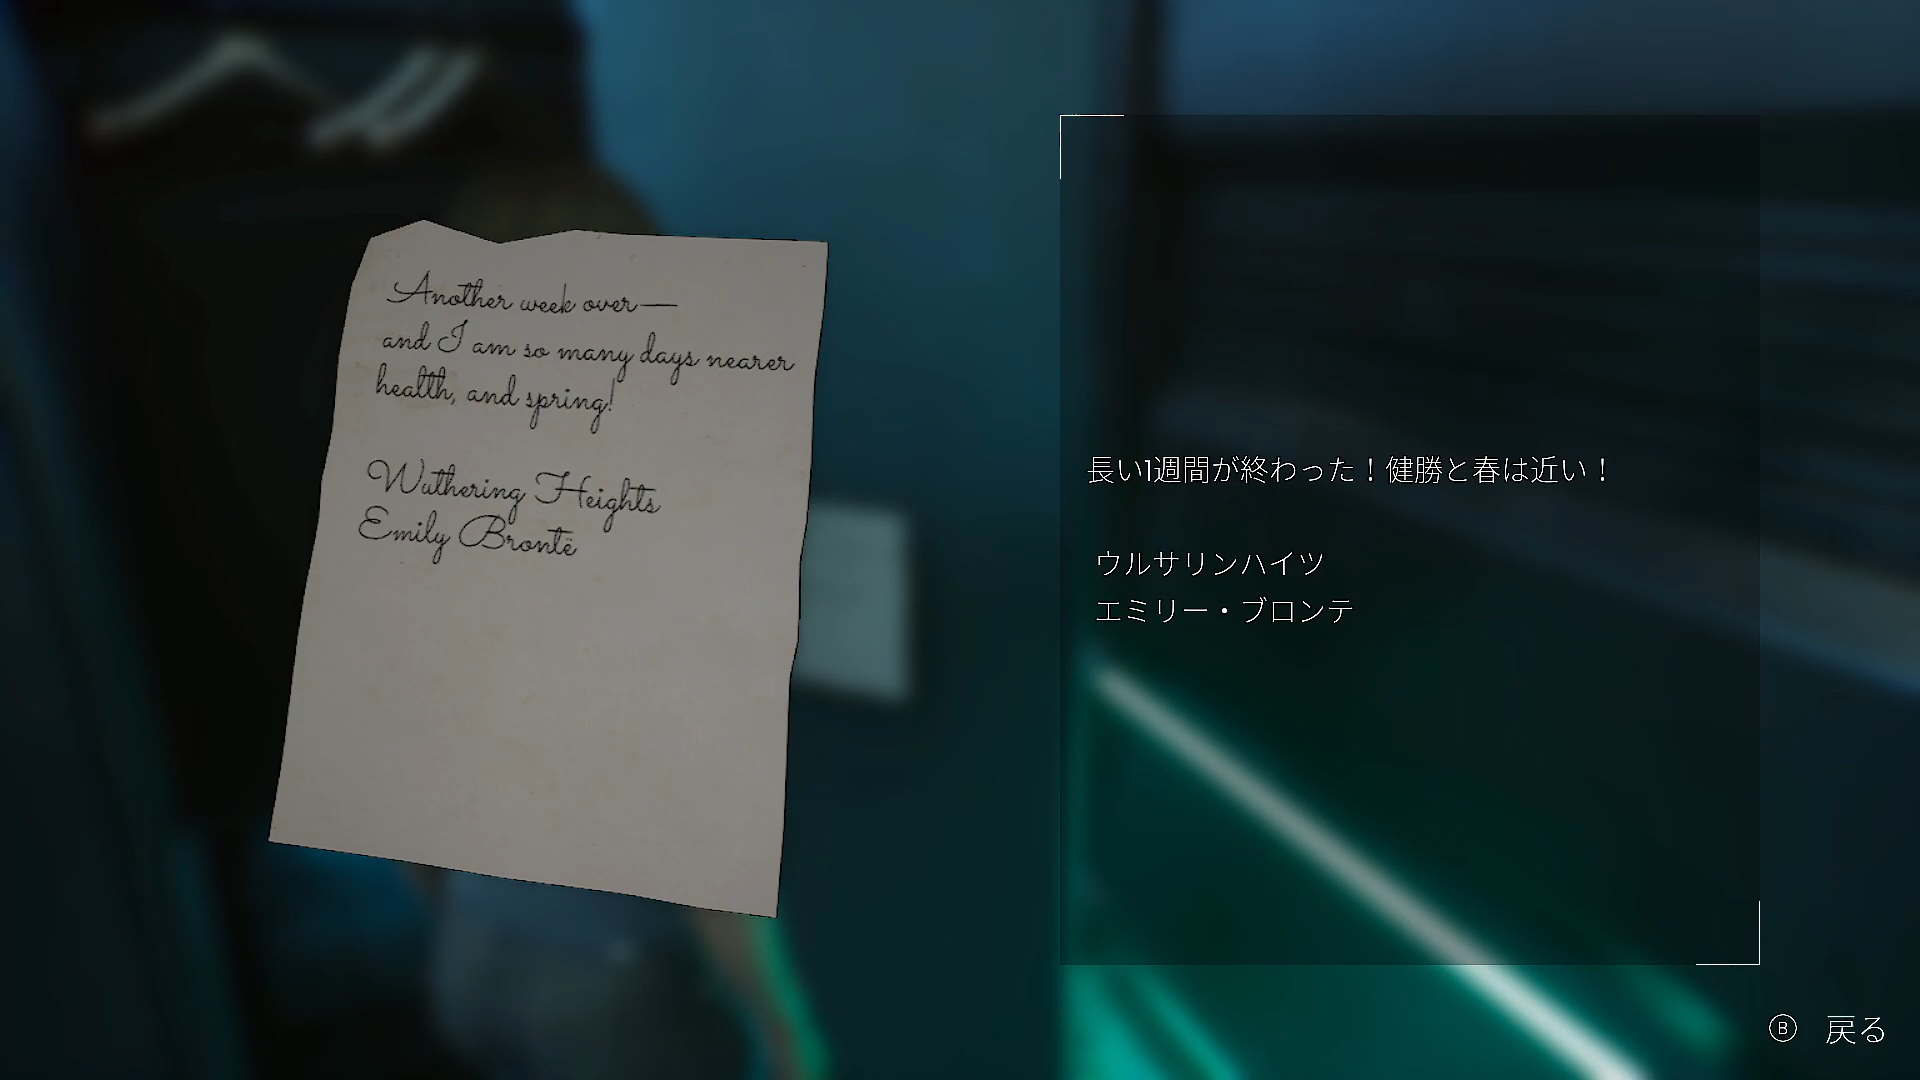 Another week over—
and I am so many days nearer
health, and spring!
Wuthering Heights
Emily Brontë
長い1週間が終わった！健勝と春は近い！
ウルサリンハイツ
エミリー・ブロンテ
B 戻る